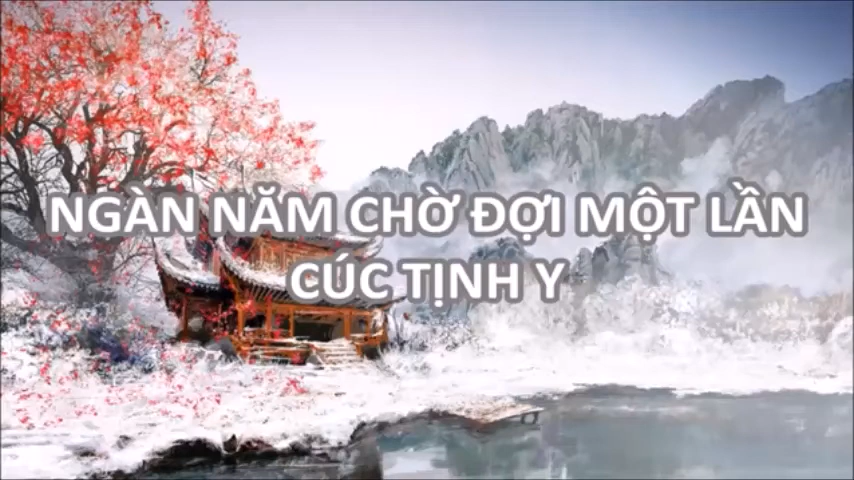 NGÀN NĂM CHỜ ĐỢI MỘT LẦN
CÚC TỊNH Y